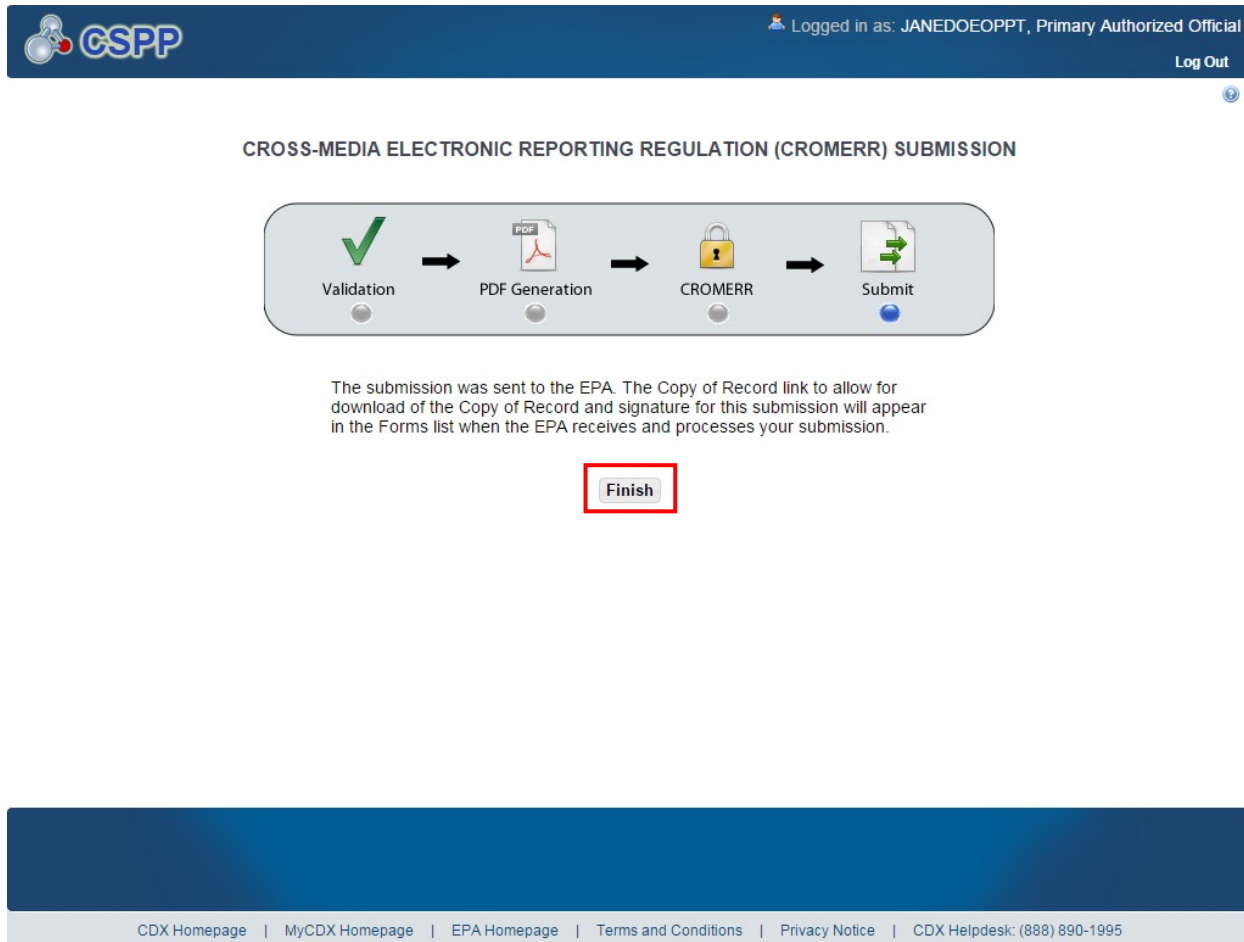 CSPP
Logged in as: JANEDOEOPPT, Primary Authorized Official
Log Out
CROSS-MEDIA ELECTRONIC REPORTING REGULATION (CROMERR) SUBMISSION
PDF
Validation PDF Generation CROMERR Submit
The submission was sent to the EPA. The Copy of Record link to allow for
download of the Copy of Record and signature for this submission will appear
in the Forms list when the EPA receives and processes your submission.
Finish
CDX Homepage | MyCDX Homepage | EPA Homepage | Terms and Conditions | Privacy Notice | CDX Helpdesk: (888) 890-1995